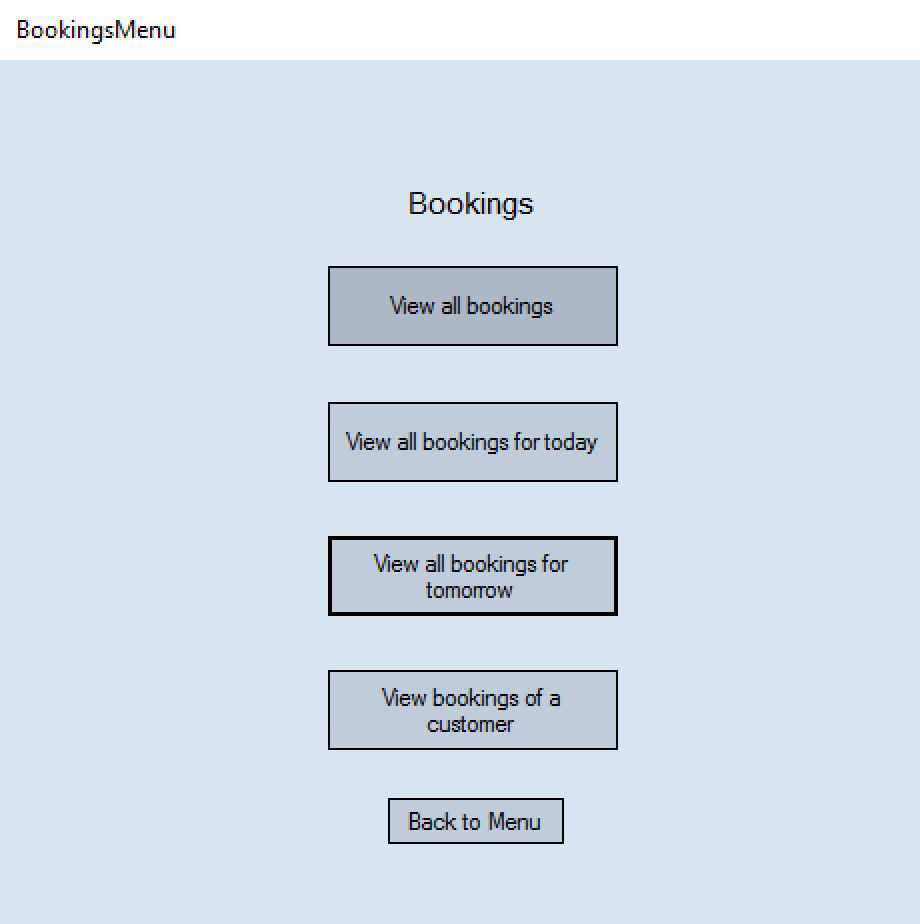 BookingsMenu
Bookings
View all bookings
View all bookings for today
View all bookings for
tomorrow
View bookings of a
customer
Back to Menu